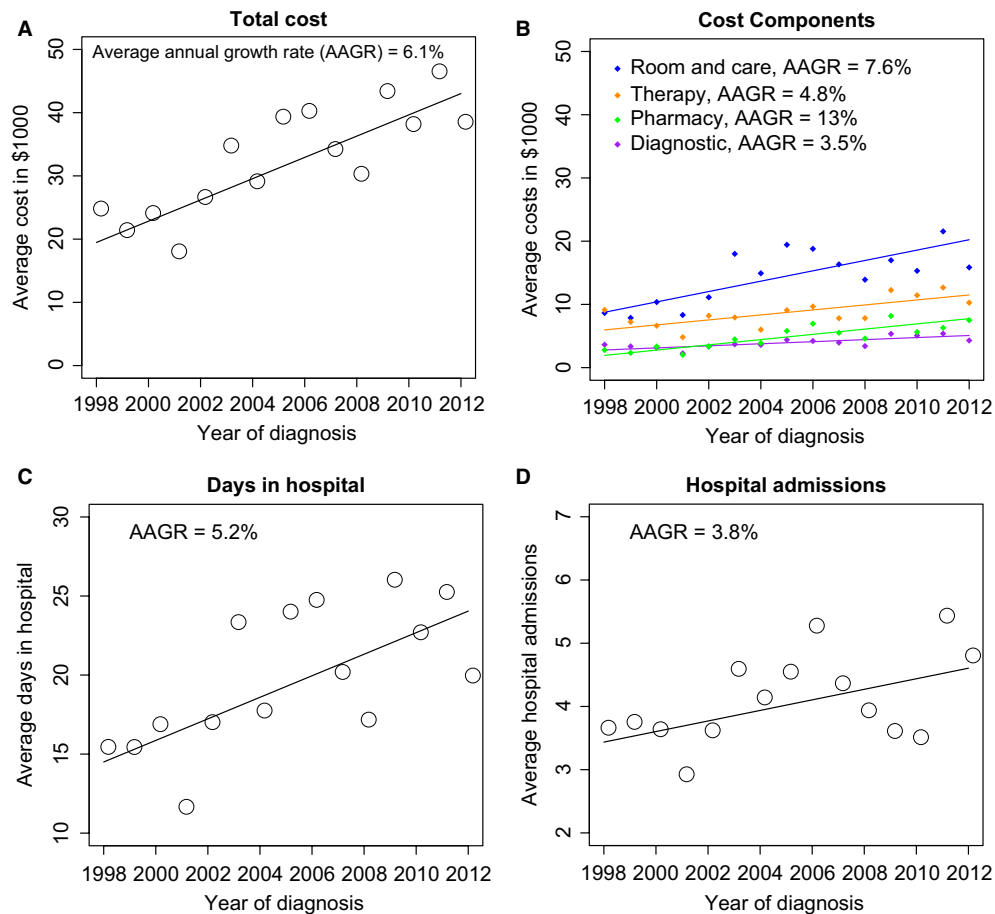 A
Total cost
Average annual growth rate (AAGR) = 6.1%
Average cost in $1000
50
40
30
20
10
0
1998 2000 2002 2004 2006 2008 2010 2012
Year of diagnosis
B
Cost Components
Room and care, AAGR = 7.6%
Therapy, AAGR = 4.8%
Pharmacy, AAGR = 13%
Diagnostic, AAGR = 3.5%
Average costs in $1000
50
40
30
20
10
0
1998 2000 2002 2004 2006 2008 2010 2012
Year of diagnosis
C
Days in hospital
AAGR = 5.2%
Average days in hospital
30
25
20
15
10
1998 2000 2002 2004 2006 2008 2010 2012
Year of diagnosis
D
Hospital admissions
AAGR = 3.8%
Average hospital admissions
7
6
5
4
3
2
1998 2000 2002 2004 2006 2008 2010 2012
Year of diagnosis